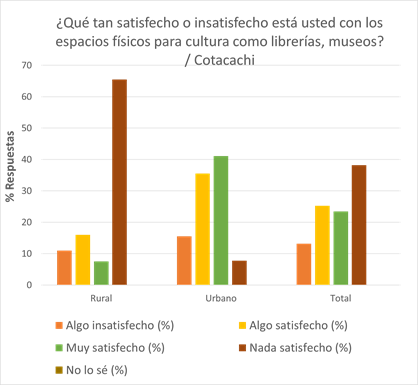 ¿Qué tan satisfecho o insatisfecho está usted con los
espacios físicos para cultura como librerías, museos?
/ Cotacachi
% Respuestas
70
60
50
40
30
20
10
0
Rural
Urbano
Total
Algo insatisfecho (%)
Algo satisfecho (%)
Muy satisfecho (%)
Nada satisfecho (%)
No lo sé (%)